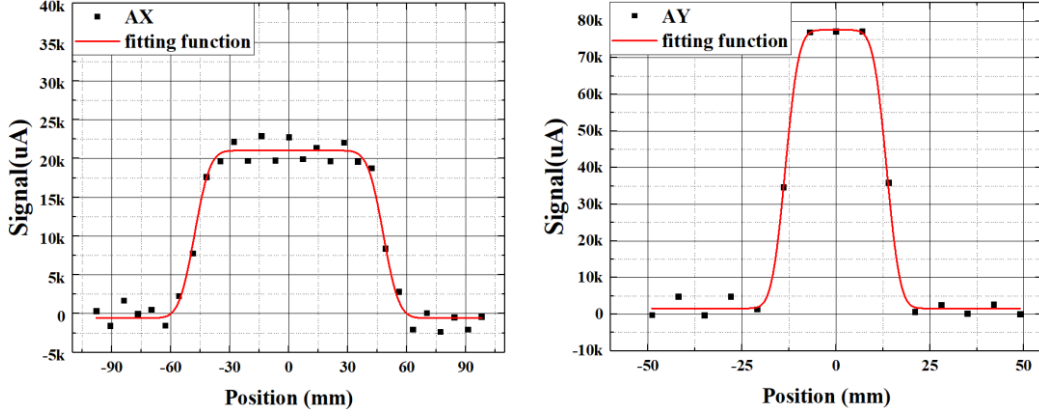 AX
fitting function
40k
35k
30k
25k
20k
15k
10k
5k
0
-5k
Signal(uA)
-90
-60
-30
0
30
60
90
Position (mm)
AY
fitting function
80k
70k
60k
50k
40k
30k
20k
10k
0
-10k
Signal(uA)
-50
-25
0
25
50
Position (mm)